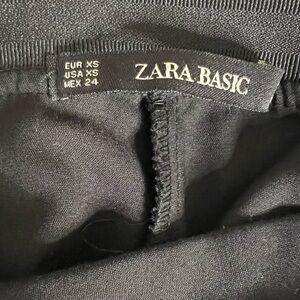 EUR XS
USA XS
MEX 24
ZARA BASIC